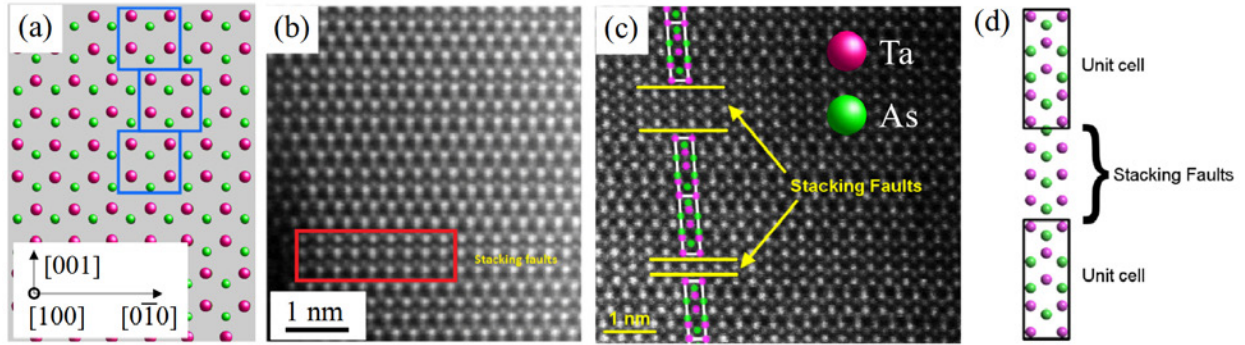 (a)
[001]
[100]
[01̅0]
(b)
Stacking faults
1 nm
(c)
Ta
As
Stacking Faults
1 nm
(d)
Unit cell
Stacking Faults
Unit cell